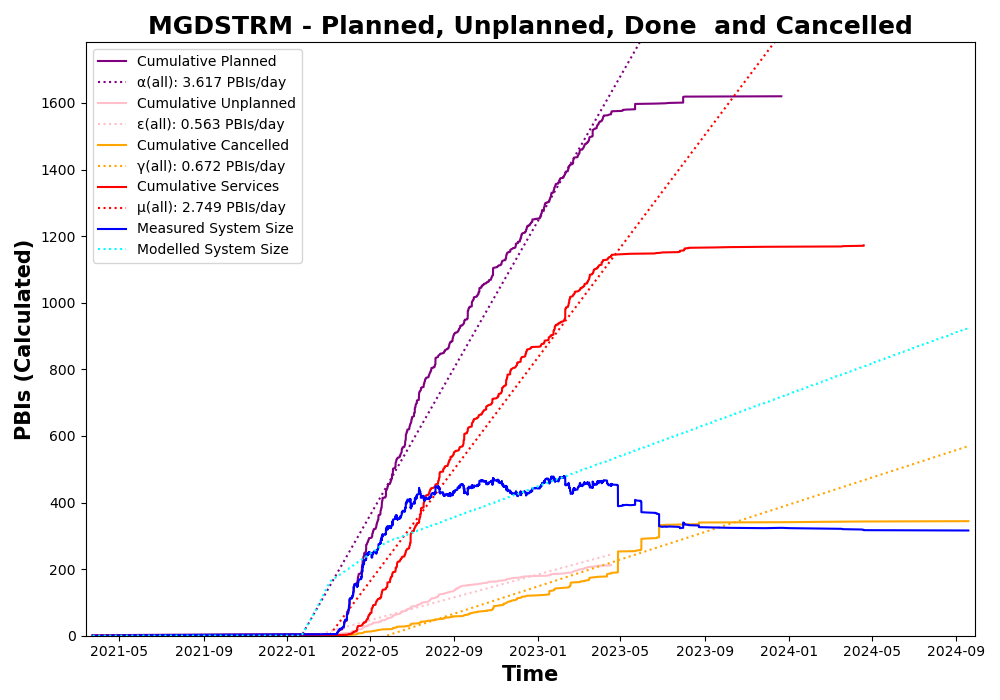 MGDSTRM - Planned, Unplanned, Done  and Cancelled
Cumulative Planned
α(all): 3.617 PBIs/day
Cumulative Unplanned
ε(all): 0.563 PBIs/day
Cumulative Cancelled
γ(all): 0.672 PBIs/day
Cumulative Services
μ(all): 2.749 PBIs/day
Measured System Size
Modelled System Size
PBIs (Calculated)
1600
1400
1200
1000
800
600
400
200
0
2021-05 2021-09 2022-01 2022-05 2022-09 2023-01 2023-05 2023-09 2024-01 2024-05 2024-09
Time